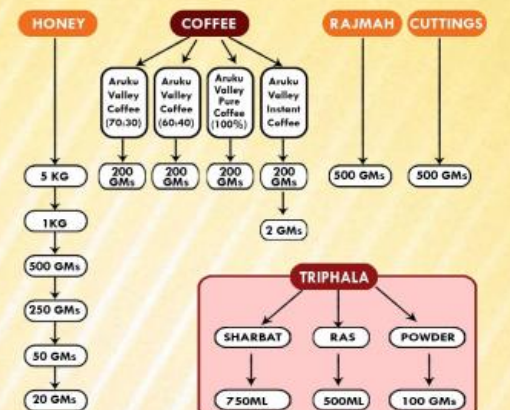 HONEY
COFFEE
RAJMAH
CUTTINGS
Aruku
Valley
Coffee
(70:30)
Aruku
Valley
Coffee
(60:40)
Aruku
Valley
Pure
Coffee
(100%)
Aruku
Valley
Instant
Coffee
5 KG
200
GMs
200
GMs
200
GMs
200
GMs
500 GMs
500 GMs
1KG
2 GMs
500 GMs
250 GMs
50 GMs
20 GMs
TRIPHALA
SHARBAT
RAS
POWDER
750ML
500ML
100 GMs